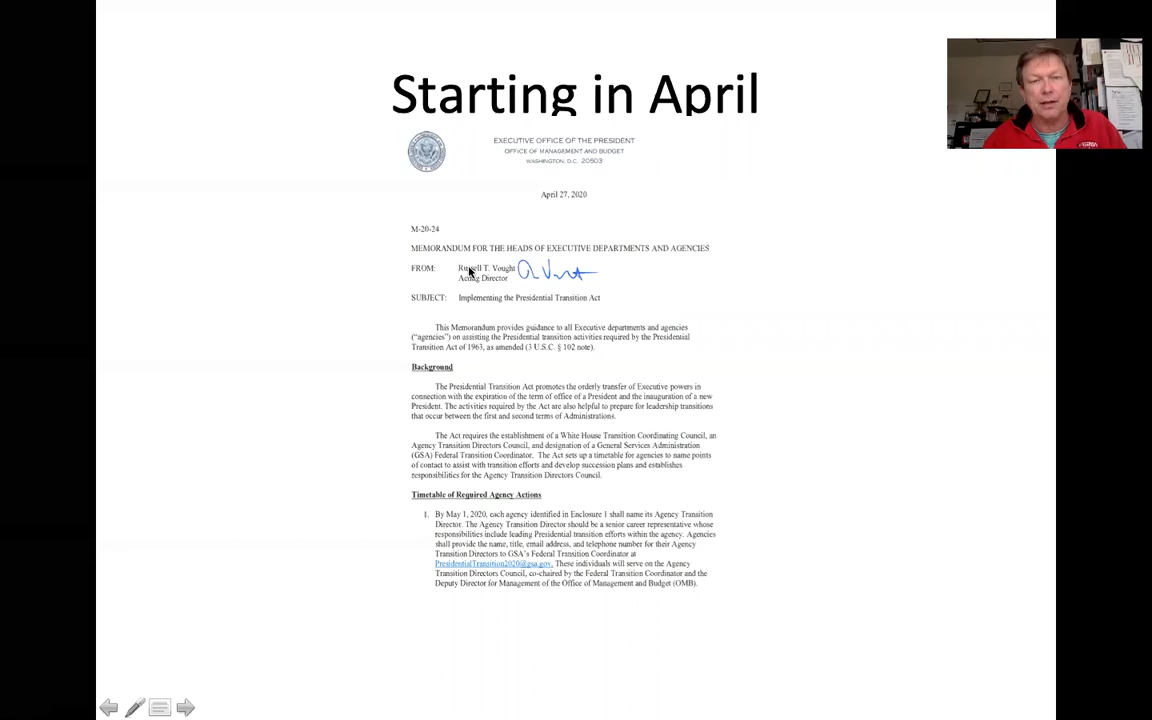 Starting in April
EXECUTIVE OFFICE OF THE PRESIDENT
OFFICE OF MANAGEMENT AND BUDGET
WASHINGTON, D.C. 20503
April 27, 2020
M-20-24
MEMORANDUM FOR THE HEADS OF EXECUTIVE DEPARTMENTS AND AGENCIES
FROM: Russell T. Vought
Acting Director
SUBJECT: Implementing the Presidential Transition Act
This Memorandum provides guidance to all Executive departments and agencies
("agencies") on assisting the Presidential transition activities required by the Presidential
Transition Act of 1963, as amended (3 U.S.C. § 102 note).
Background
The Presidential Transition Act promotes the orderly transfer of Executive powers in
connection with the expiration of the term of office of a President and the inauguration of a new
President. The activities required by the Act are also helpful to prepare for leadership transitions
that occur between the first and second terms of Administrations.
The Act requires the establishment of a White House Transition Coordinating Council, an
Agency Transition Directors Council, and designation of a General Services Administration
(GSA) Federal Transition Coordinator. The Act sets up a timetable for agencies to name points
of contact to assist with transition efforts and develop succession plans and establishes
responsibilities for the Agency Transition Directors Council.
Timetable of Required Agency Actions
1. By May 1, 2020, each agency identified in Enclosure 1 shall name its Agency Transition
Director. The Agency Transition Director should be a senior career representative whose
responsibilities include leading Presidential transition efforts within the agency. Agencies
shall provide the name, title, email address, and telephone number for their Agency
Transition Directors to GSA's Federal Transition Coordinator at
PresidentialTransition2020@gsa.gov. These individuals will serve on the Agency
Transition Directors Council, co-chaired by the Federal Transition Coordinator and the
Deputy Director for Management of the Office of Management and Budget (OMB).